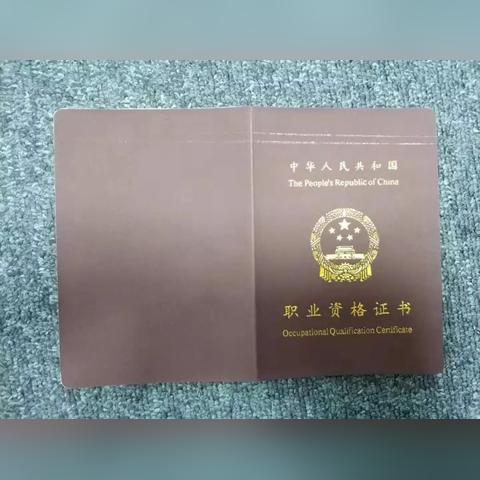 中华人民共和国
The People's Republic of China
职业资格证书
Occupational Qualification Certificate